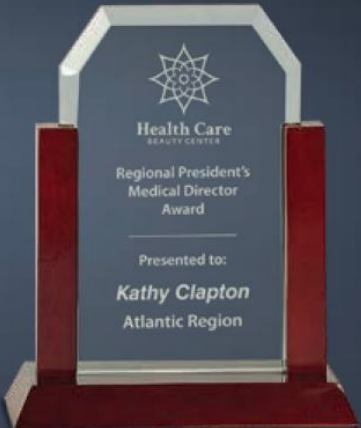 Health Care
BEAUTY CENTER
Regional President's
Medical Director
Award
Presented to:
Kathy Clapton
Atlantic Region